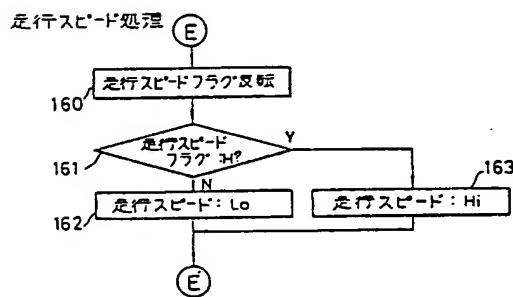 走行スピード処理
E
160
走行スピードフラグ反転
161
走行スピード
フラグ:H?
Y
N
162
走行スピード:Lo
163
走行スピード:Hi
E'